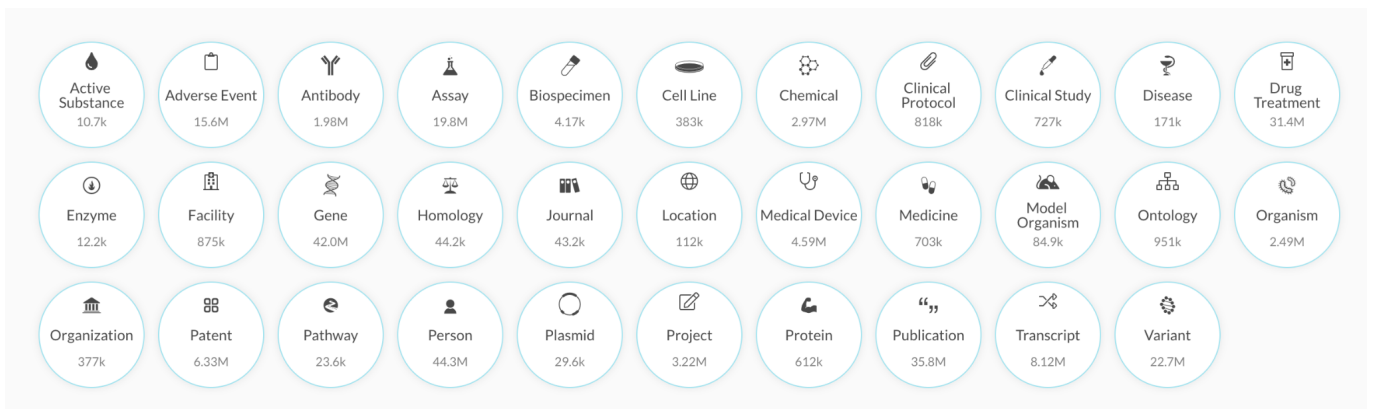 Active
Substance
10.7k
Adverse Event
15.6M
Antibody
1.98M
Assay
19.8M
Biospecimen
4.17k
Cell Line
383k
Chemical
2.97M
Clinical
Protocol
818k
Clinical Study
727k
Disease
171k
Drug
Treatment
31.4M
Enzyme
12.2k
Facility
875k
Gene
42.0M
Homology
44.2k
Journal
43.2k
Location
112k
Medical Device
4.59M
Medicine
703k
Model
Organism
84.9k
Ontology
951k
Organism
2.49M
Organization
377k
Patent
6.33M
Pathway
23.6k
Person
44.3M
Plasmid
29.6k
Project
3.22M
Protein
612k
Publication
35.8M
Transcript
8.12M
Variant
22.7M